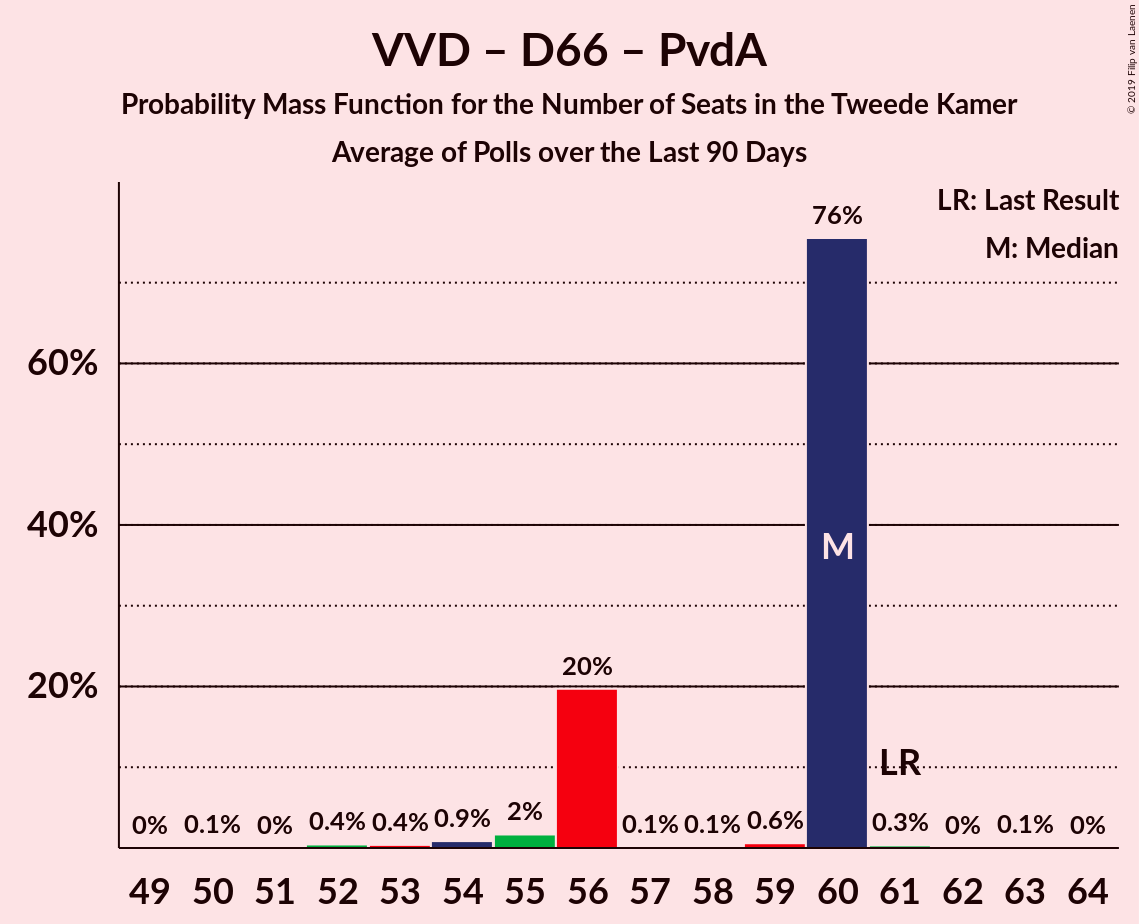 VVD – D66 – PvdA
Probability Mass Function for the Number of Seats in the Tweede Kamer
Average of Polls over the Last 90 Days
© 2019 Filip van Laenen
LR: Last Result
M: Median
76%
60%
40%
M
20%
20%
LR
0% 0.1% 0% 0.4% 0.4% 0.9% 2% 0.1% 0.1% 0.6% 0.3% 0% 0.1% 0%
49 50 51 52 53 54 55 56 57 58 59 60 61 62 63 64